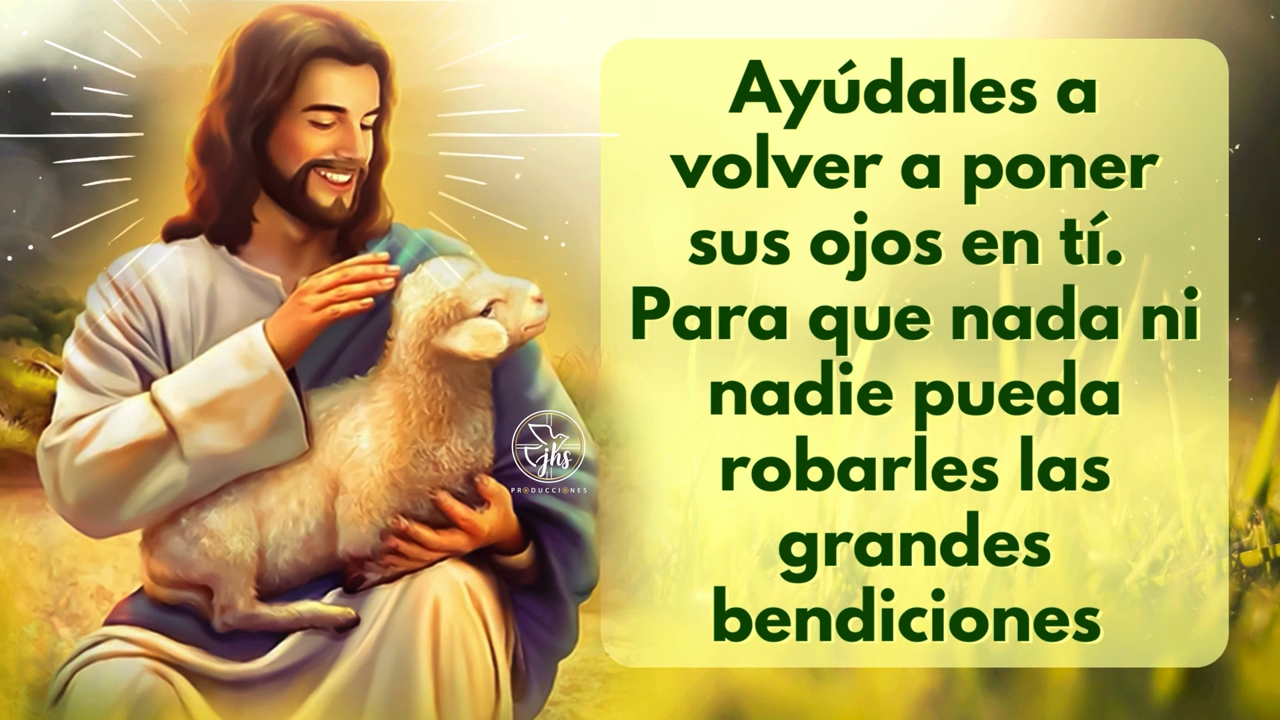 Ayúdales a
volver a poner
sus ojos en tí.
Para que nada ni
nadie pueda
robarles las
grandes
bendiciones
jhs
PRODUCCIONES